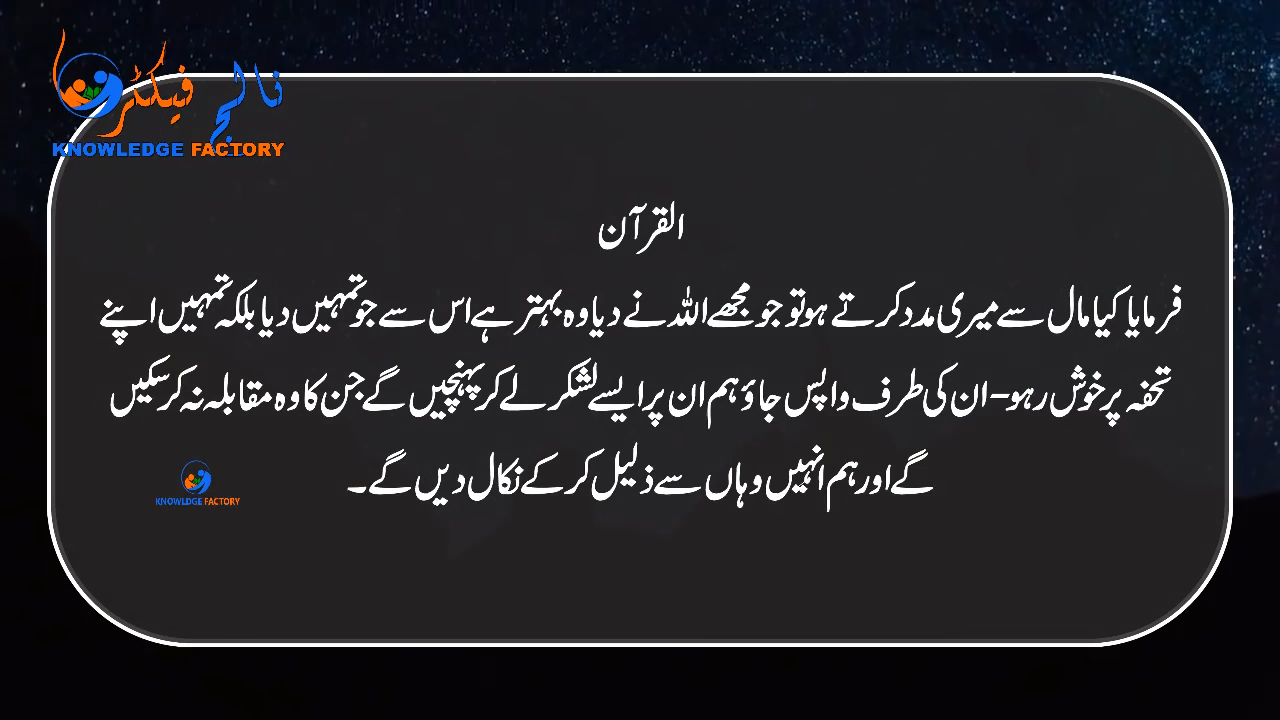 نالج فیکٹری
KNOWLEDGE FACTORY
القرآن
فرمایا کیا مال سے میری مدد کرتے ہو تو جو مجھے اللہ نے دیا وہ بہتر ہے اس سے جو تمہیں دیا بلکہ تمہیں اپنے
تحفہ پر خوش رہو - ان کی طرف واپس جاؤ ہم ان پر ایسے لشکر لے کر پہنچیں گے جن کا وہ مقابلہ نہ کر سکیں
گے اور ہم انہیں وہاں سے ذلیل کر کے نکال دیں گے۔
KNOWLEDGE FACTORY